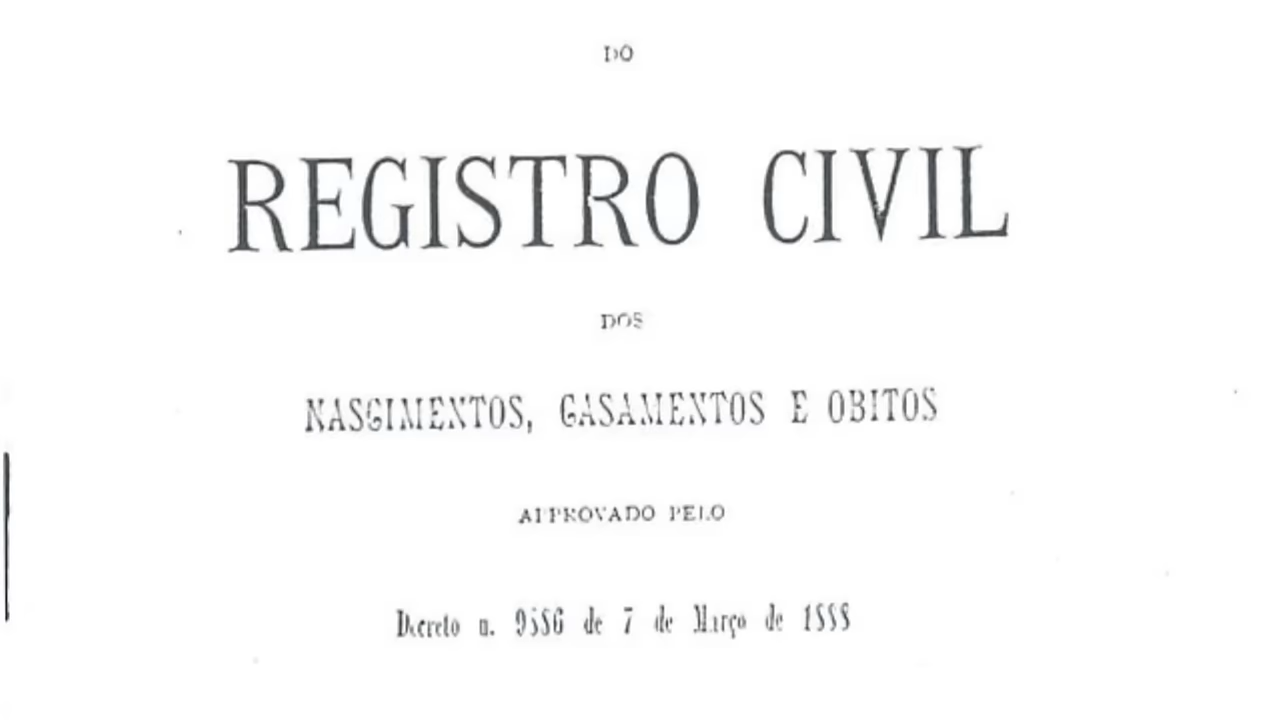 DO
REGISTRO CIVIL
DOS
NASCIMENTOS, CASAMENTOS E OBITOS
APPROVADO PELO
Decreto n. 9886 de 7 de Março de 1888